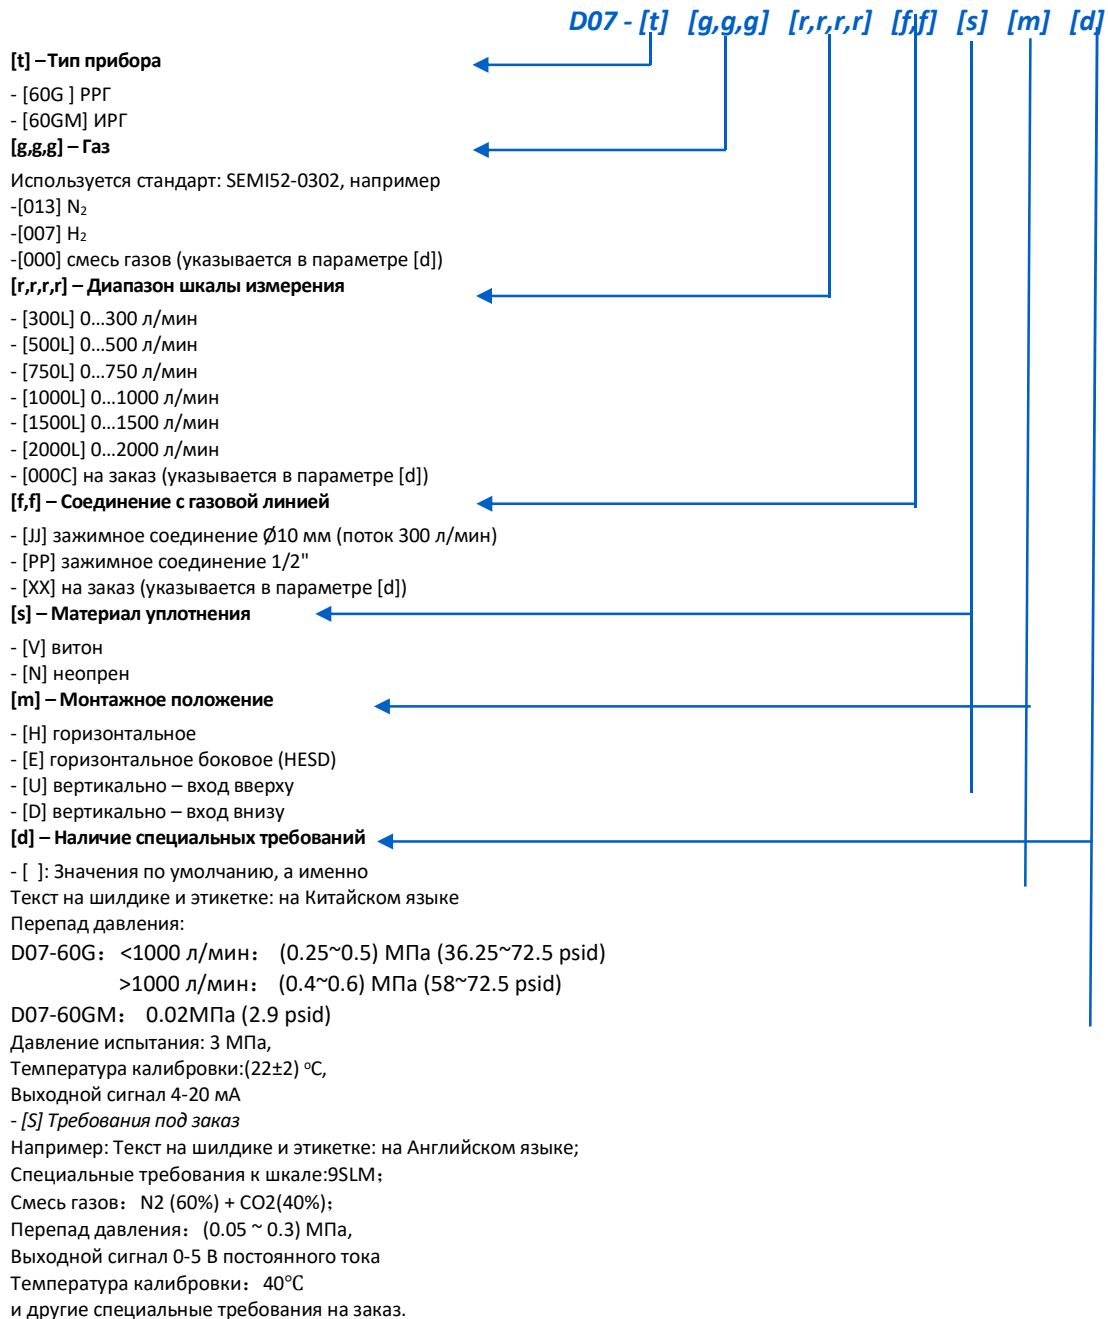 D07 - [t] [g,g,g] [r,r,r,r] [f,f] [s] [m] [d]
[t] – Тип прибора
- [60G ] РРГ
- [60GM] ИРГ
[g,g,g] – Газ
Используется стандарт: SEMI52-0302, например
-[013] N₂
-[007] H₂
-[000] смесь газов (указывается в параметре [d])
[r,r,r,r] – Диапазон шкалы измерения
- [300L] 0…300 л/мин
- [500L] 0…500 л/мин
- [750L] 0…750 л/мин
- [1000L] 0…1000 л/мин
- [1500L] 0…1500 л/мин
- [2000L] 0…2000 л/мин
- [000C] на заказ (указывается в параметре [d])
[f,f] – Соединение с газовой линией
- [JJ] зажимное соединение Ø10 мм (поток 300 л/мин)
- [PP] зажимное соединение 1/2"
- [XX] на заказ (указывается в параметре [d])
[s] – Материал уплотнения
- [V] витон
- [N] неопрен
[m] – Монтажное положение
- [H] горизонтальное
- [E] горизонтальное боковое (HESD)
- [U] вертикально – вход вверху
- [D] вертикально – вход внизу
[d] – Наличие специальных требований
- [ ]: Значения по умолчанию, а именно
Текст на шилдике и этикетке: на Китайском языке
Перепад давления:
D07-60G： <1000 л/мин： (0.25~0.5) МПа (36.25~72.5 psid)
>1000 л/мин： (0.4~0.6) МПа (58~72.5 psid)
D07-60GM： 0.02МПа (2.9 psid)
Давление испытания: 3 МПа,
Температура калибровки:(22±2) ᵒС,
Выходной сигнал 4-20 мА
- [S] Требования под заказ
Например: Текст на шилдике и этикетке: на Английском языке;
Специальные требования к шкале:9SLM；
Смесь газов： N2 (60%) + CO2(40%)；
Перепад давления： (0.05 ~ 0.3) МПа,
Выходной сигнал 0-5 В постоянного тока
Температура калибровки： 40℃
и другие специальные требования на заказ.